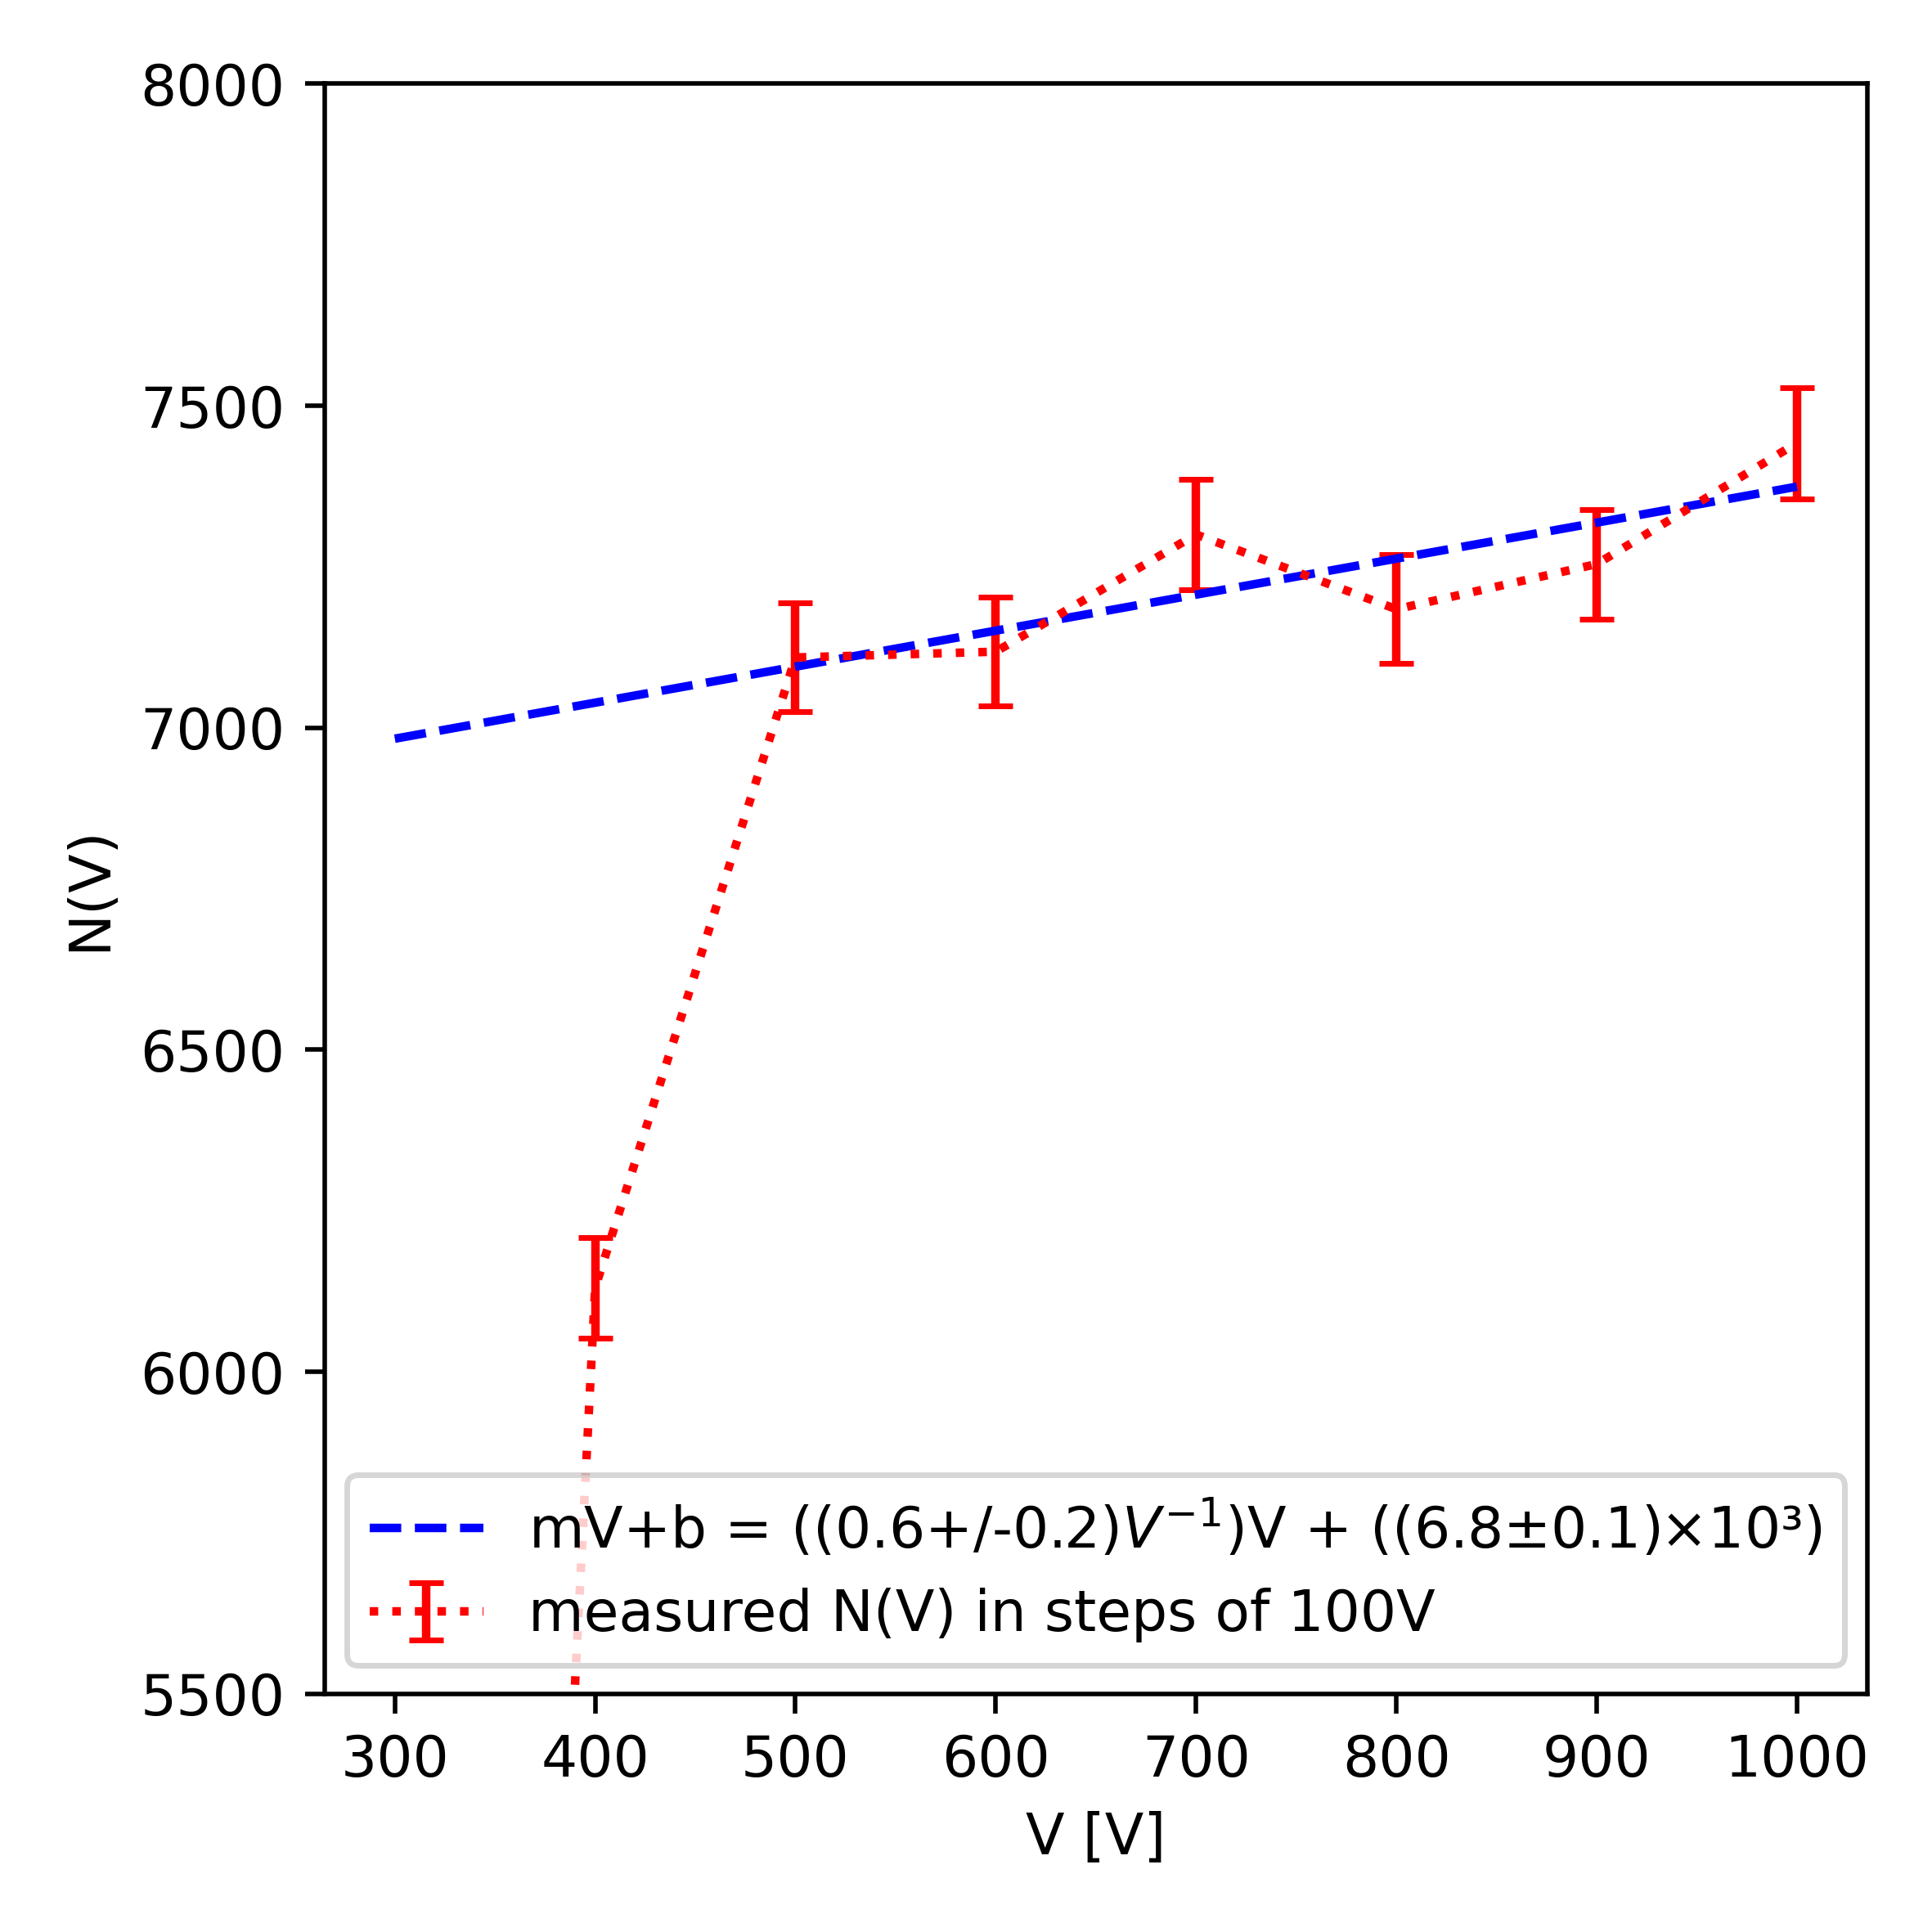 8000
7500
7000
6500
6000
5500
N(V)
mV+b = ((0.6+/-0.2)V⁻¹)V + ((6.8±0.1)×10³)
measured N(V) in steps of 100V
300 400 500 600 700 800 900 1000
V [V]